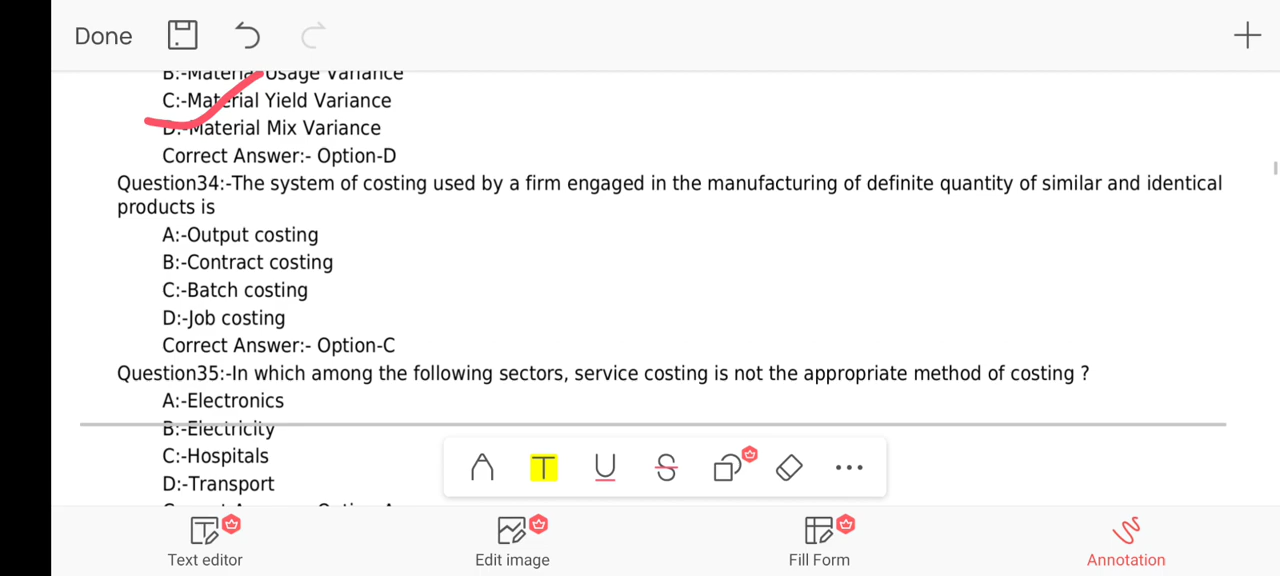 Done
B:-Material Usage Variance
C:-Material Yield Variance
D:-Material Mix Variance
Correct Answer:- Option-D
Question34:-The system of costing used by a firm engaged in the manufacturing of definite quantity of similar and identical
products is
A:-Output costing
B:-Contract costing
C:-Batch costing
D:-Job costing
Correct Answer:- Option-C
Question35:-In which among the following sectors, service costing is not the appropriate method of costing ?
A:-Electronics
B:-Electricity
C:-Hospitals
D:-Transport
T
U
S
Text editor
Edit image
Fill Form
Annotation